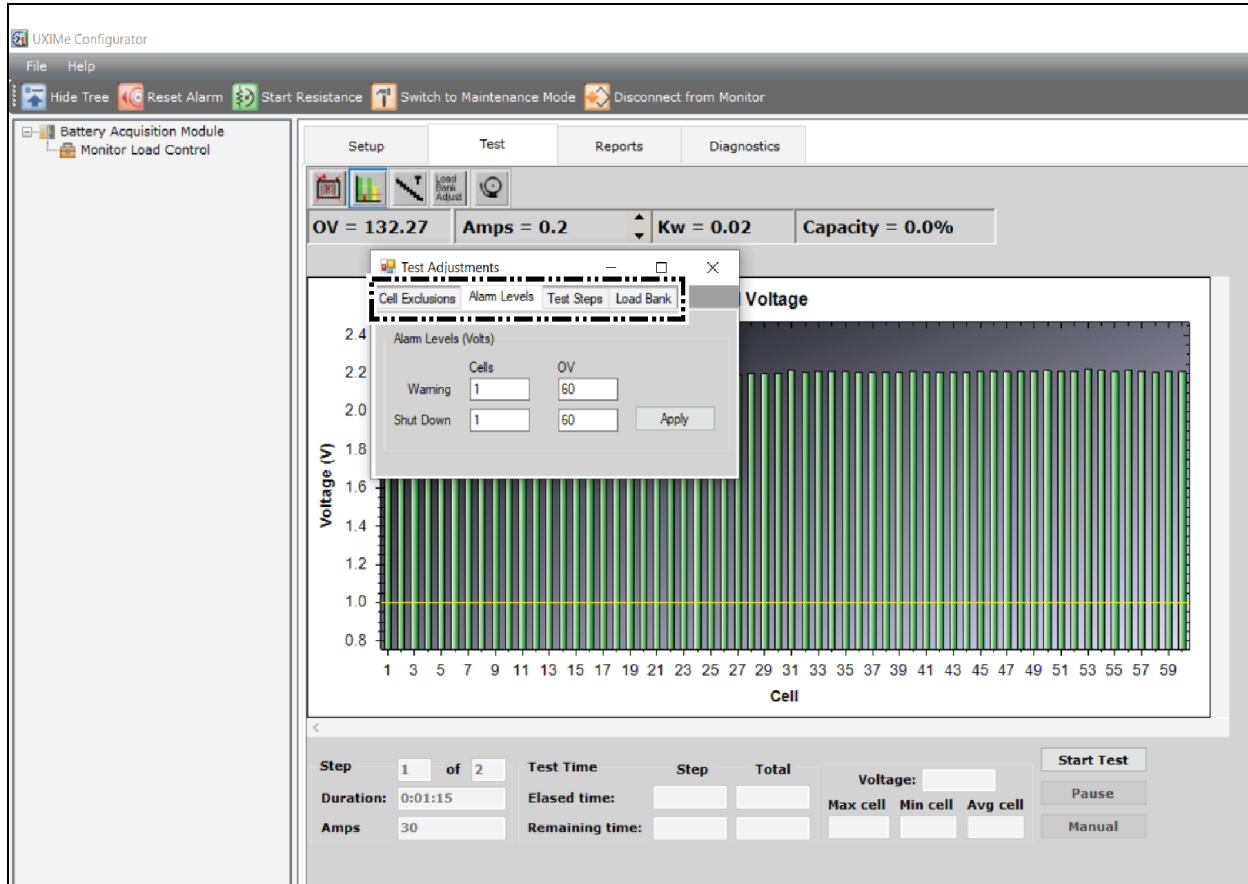 UXIMe Configurator
File Help
Hide Tree Reset Alarm Start Resistance Switch to Maintenance Mode Disconnect from Monitor
Battery Acquisition Module
Monitor Load Control
Setup Test Reports Diagnostics
T Load Bank Adjust
OV = 132.27 Amps = 0.2 Kw = 0.02 Capacity = 0.0%
Test Adjustments
Cell Exclusions Alarm Levels Test Steps Load Bank
Voltage
Alarm Levels (Volts)
Cells OV
Warning 1 60
Shut Down 1 60 Apply
2.4
2.2
2.0
1.8
1.6
1.4
1.2
1.0
0.8
Voltage (V)
1 3 5 7 9 11 13 15 17 19 21 23 25 27 29 31 33 35 37 39 41 43 45 47 49 51 53 55 57 59
Cell
Step 1 of 2 Test Time Step Total
Duration: 0:01:15 Elased time:
Amps 30 Remaining time:
Voltage:
Max cell Min cell Avg cell
Start Test
Pause
Manual